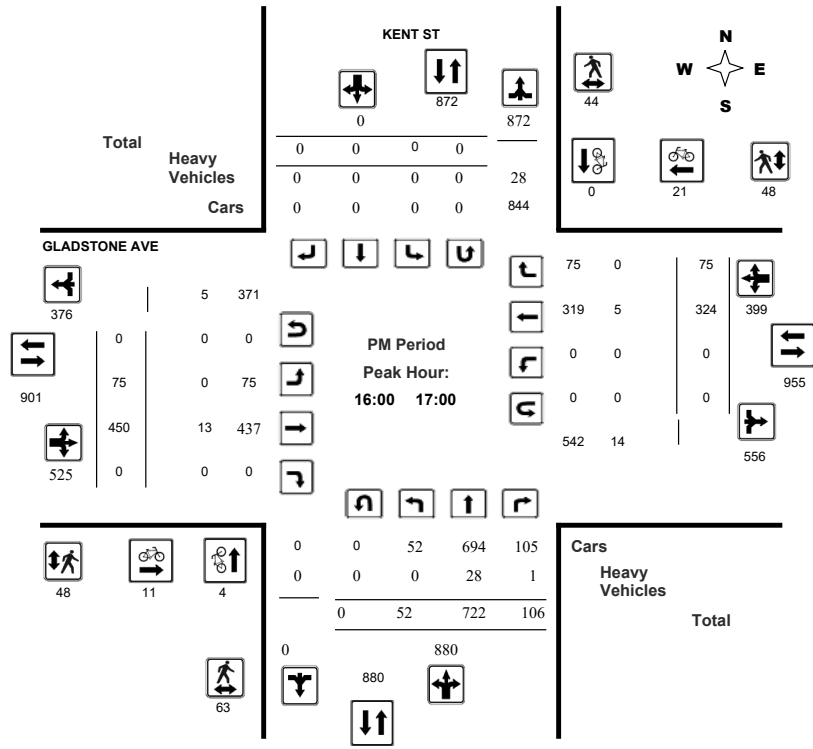 KENT ST
N
W E
S
872
44
0 872
Total
0 0 0 0
Heavy
Vehicles
0 0 0 0 28
Cars
0 0 0 0 844
0 21 48
GLADSTONE AVE
376
5 371
75 0 75
319 5 324 399
0 0 0
901
75 0 75
PM Period
Peak Hour:
16:00 17:00
0 0 0
955
450 13 437
0 0 0
525
0 0 0
542 14
556
0 0 52 694 105
Cars
0 0 0 28 1
Heavy
Vehicles
0 52 722 106
Total
48 11 4
0 880
880
63